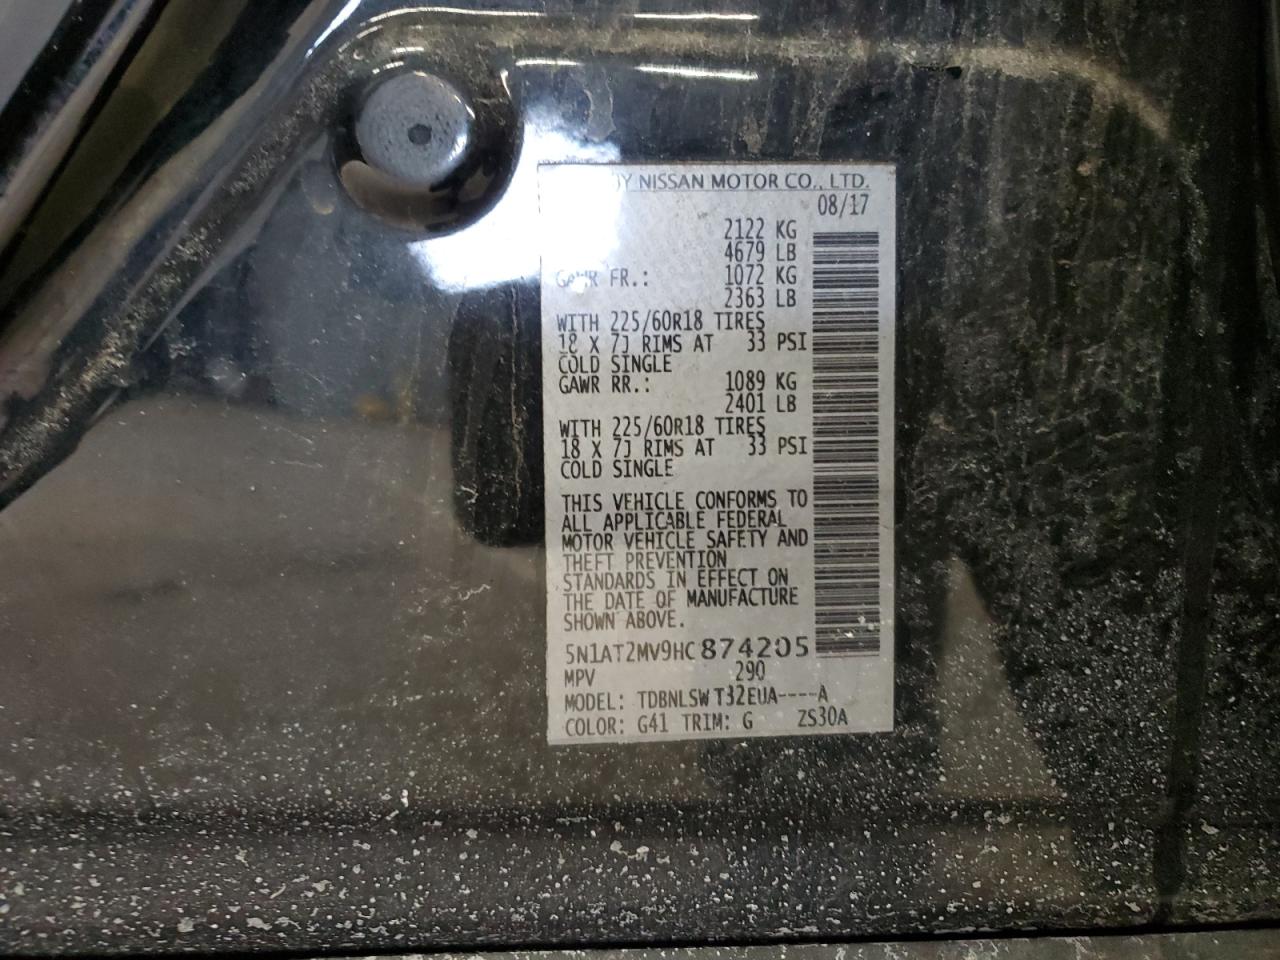 NISSAN MOTOR CO., LTD.
08/17
2122 KG
4679 LB
GAWR FR.: 1072 KG
2363 LB
WITH 225/60R18 TIRES
18 X 7J RIMS AT 33 PSI
COLD SINGLE
GAWR RR.: 1089 KG
2401 LB
WITH 225/60R18 TIRES
18 X 7J RIMS AT 33 PSI
COLD SINGLE
THIS VEHICLE CONFORMS TO
ALL APPLICABLE FEDERAL
MOTOR VEHICLE SAFETY AND
THEFT PREVENTION
STANDARDS IN EFFECT ON
THE DATE OF MANUFACTURE
SHOWN ABOVE.
5N1AT2MV9HC874205
MPV 290
MODEL: TDBNLSWT32EUA----A
COLOR: G41 TRIM: G ZS30A